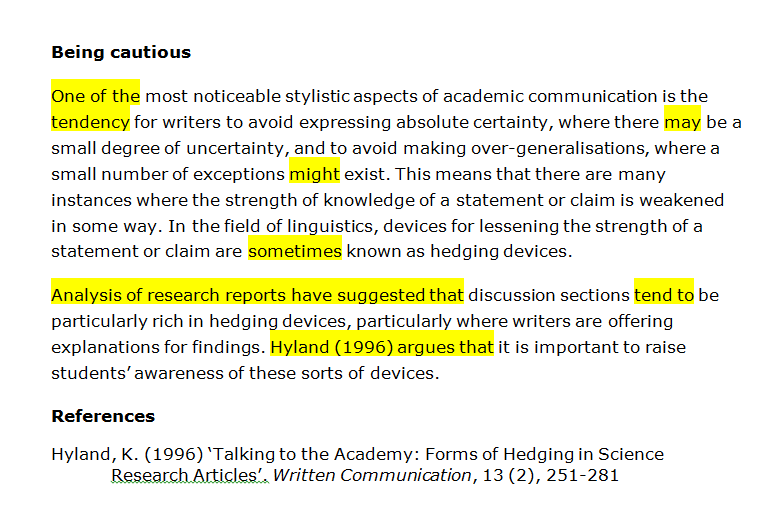 Being cautious
One of the most noticeable stylistic aspects of academic communication is the
tendency for writers to avoid expressing absolute certainty, where there may be a
small degree of uncertainty, and to avoid making over-generalisations, where a
small number of exceptions might exist. This means that there are many
instances where the strength of knowledge of a statement or claim is weakened
in some way. In the field of linguistics, devices for lessening the strength of a
statement or claim are sometimes known as hedging devices.
Analysis of research reports have suggested that discussion sections tend to be
particularly rich in hedging devices, particularly where writers are offering
explanations for findings. Hyland (1996) argues that it is important to raise
students’ awareness of these sorts of devices.
References
Hyland, K. (1996) ‘Talking to the Academy: Forms of Hedging in Science
Research Articles’. Written Communication, 13 (2), 251-281